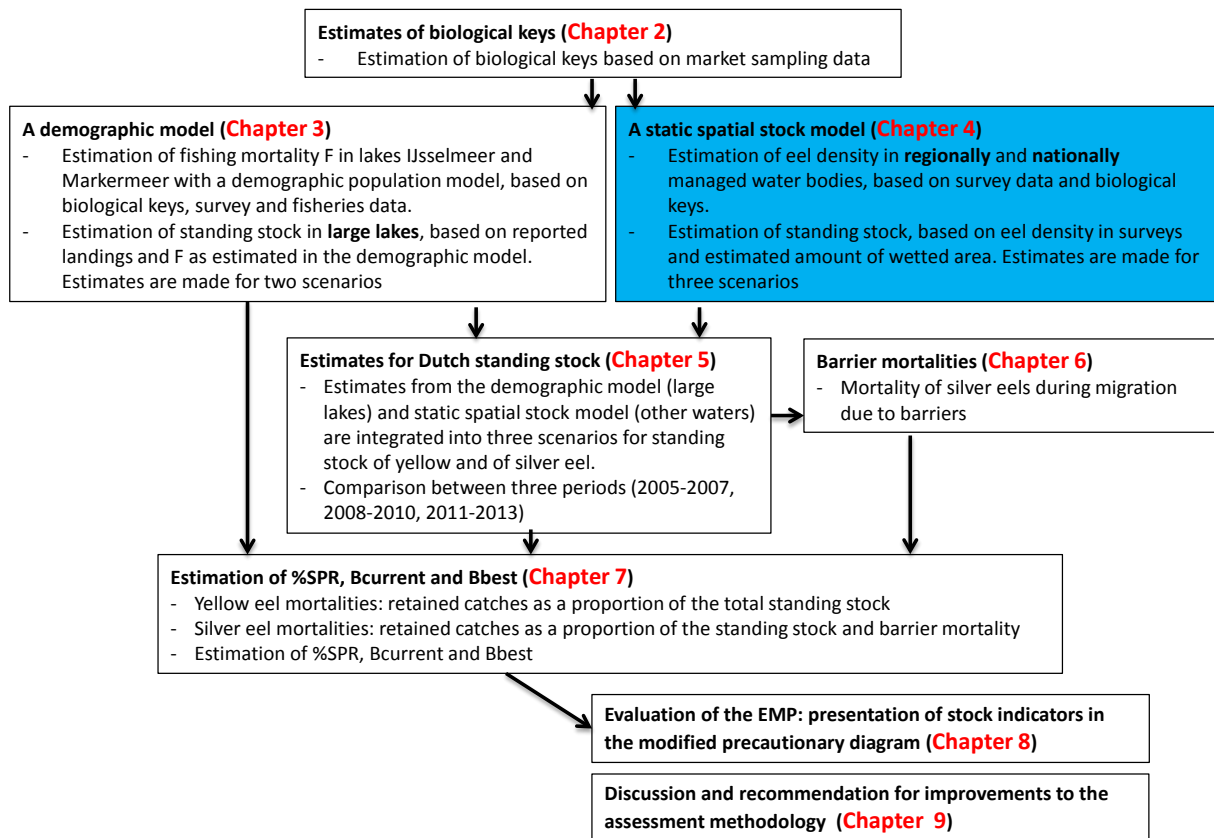 Estimates of biological keys (Chapter 2)
- Estimation of biological keys based on market sampling data
A demographic model (Chapter 3)
- Estimation of fishing mortality F in lakes IJsselmeer and
Markermeer with a demographic population model, based on
biological keys, survey and fisheries data.
- Estimation of standing stock in large lakes, based on reported
landings and F as estimated in the demographic model.
Estimates are made for two scenarios
A static spatial stock model (Chapter 4)
- Estimation of eel density in regionally and nationally
managed water bodies, based on survey data and biological
keys.
- Estimation of standing stock, based on eel density in surveys
and estimated amount of wetted area. Estimates are made for
three scenarios
Estimates for Dutch standing stock (Chapter 5)
- Estimates from the demographic model (large
lakes) and static spatial stock model (other waters)
are integrated into three scenarios for standing
stock of yellow and of silver eel.
- Comparison between three periods (2005-2007,
2008-2010, 2011-2013)
Barrier mortalities (Chapter 6)
- Mortality of silver eels during migration
due to barriers
Estimation of %SPR, Bcurrent and Bbest (Chapter 7)
- Yellow eel mortalities: retained catches as a proportion of the total standing stock
- Silver eel mortalities: retained catches as a proportion of the standing stock and barrier mortality
- Estimation of %SPR, Bcurrent and Bbest
Evaluation of the EMP: presentation of stock indicators in
the modified precautionary diagram (Chapter 8)
Discussion and recommendation for improvements to the
assessment methodology (Chapter 9)